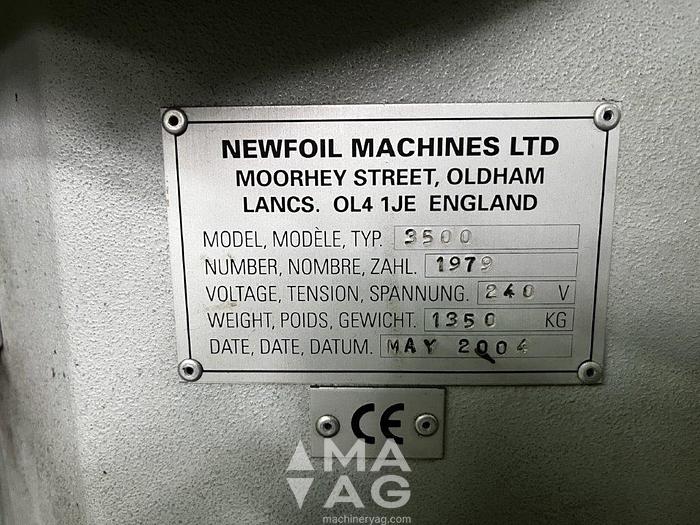 NEWFOIL MACHINES LTD
MOORHEY STREET, OLDHAM
LANCS. OL4 1JE ENGLAND
MODEL, MODÈLE, TYP. 3500
NUMBER, NOMBRE, ZAHL. 1979
VOLTAGE, TENSION, SPANNUNG. 240 V
WEIGHT, POIDS, GEWICHT. 1350 KG
DATE, DATE, DATUM. MAY 2004
CE
MA
AG
machineryag.com